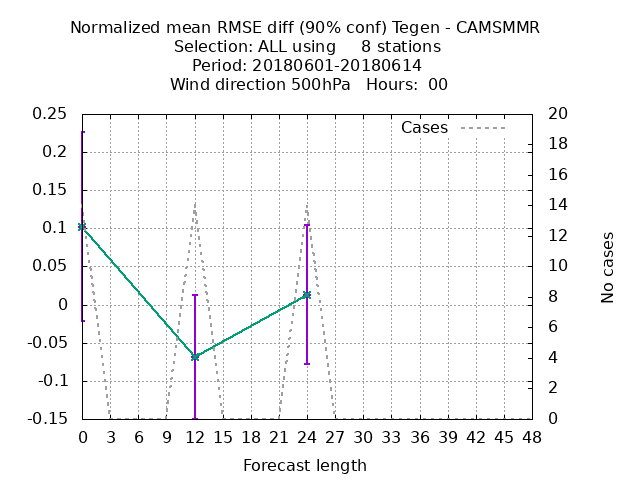 Normalized mean RMSE diff (90% conf) Tegen - CAMSMMR
Selection: ALL using     8 stations
Period: 20180601-20180614
Wind direction 500hPa   Hours:  00
Cases
0.25
0.2
0.15
0.1
0.05
0
-0.05
-0.1
-0.15
20
18
16
14
12
10
8
6
4
2
0
No cases
0 3 6 9 12 15 18 21 24 27 30 33 36 39 42 45 48
Forecast length